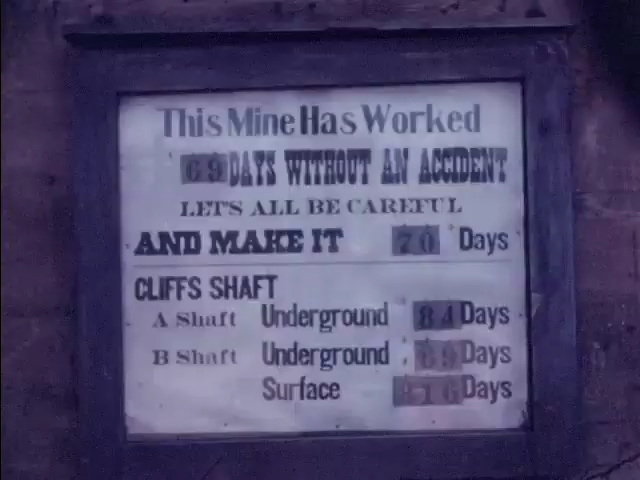 This Mine Has Worked
69 DAYS WITHOUT AN ACCIDENT
LET'S ALL BE CAREFUL
AND MAKE IT 70 Days
CLIFFS SHAFT
A Shaft Underground 84 Days
B Shaft Underground 69 Days
Surface Days